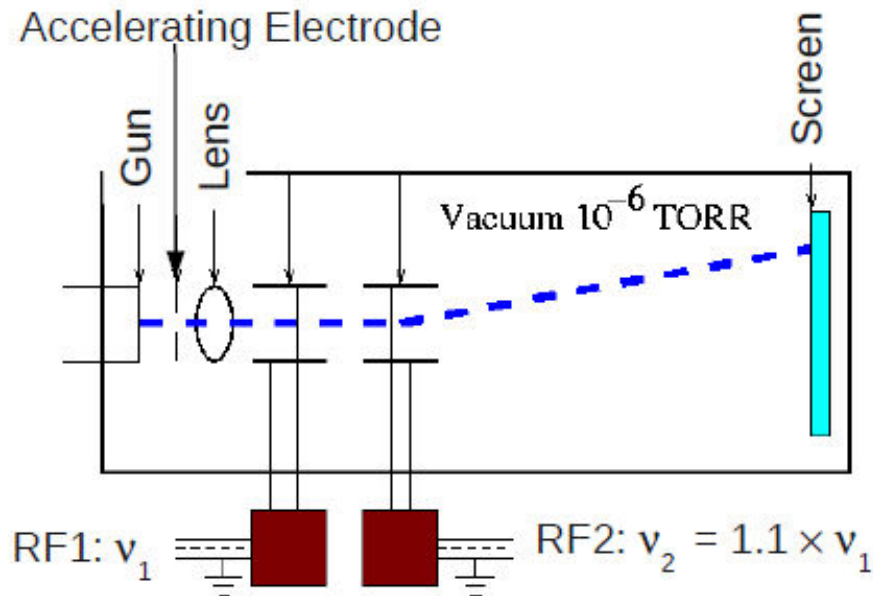 Accelerating Electrode
Gun
Lens
Screen
Vacuum 10⁻⁶ TORR
RF1: ν₁
RF2: ν₂ = 1.1 × ν₁